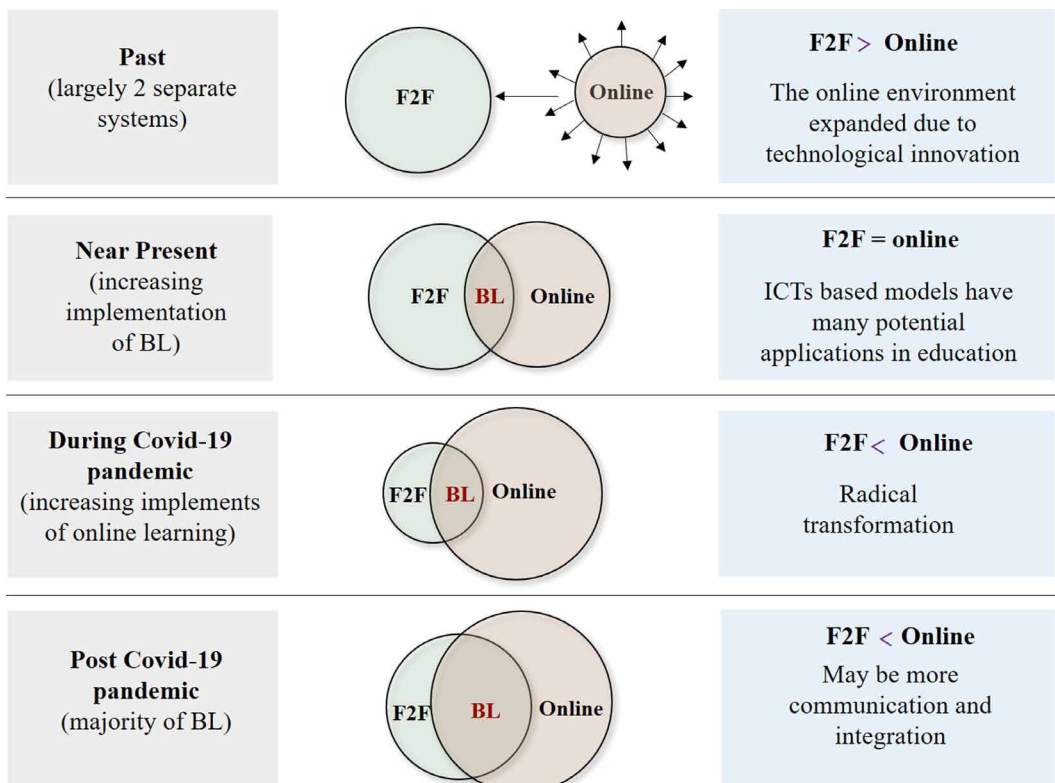 Past
(largely 2 separate
systems)
F2F
Online
F2F > Online
The online environment
expanded due to
technological innovation
Near Present
(increasing
implementation
of BL)
F2F
BL
Online
F2F = online
ICTs based models have
many potential
applications in education
During Covid-19
pandemic
(increasing implements
of online learning)
F2F
BL
Online
F2F < Online
Radical
transformation
Post Covid-19
pandemic
(majority of BL)
F2F
BL
Online
F2F < Online
May be more
communication and
integration